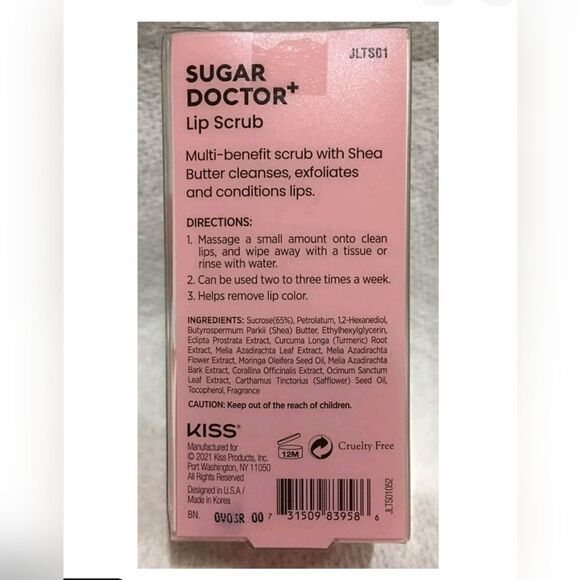 JLTS01
SUGAR
DOCTOR+
Lip Scrub
Multi-benefit scrub with Shea
Butter cleanses, exfoliates
and conditions lips.
DIRECTIONS:
1. Massage a small amount onto clean
lips, and wipe away with a tissue or
rinse with water.
2. Can be used two to three times a week.
3. Helps remove lip color.
INGREDIENTS: Sucrose(65%), Petrolatum, 1,2-Hexanediol,
Butyrospermum Parkii (Shea) Butter, Ethylhexylglycerin,
Eclipta Prostrata Extract, Curcuma Longa (Turmeric) Root
Extract, Melia Azadirachta Leaf Extract, Melia Azadirachta
Flower Extract, Moringa Oleifera Seed Oil, Melia Azadirachta
Bark Extract, Corallina Officinalis Extract, Ocimum Sanctum
Leaf Extract, Carthamus Tinctorius (Safflower) Seed Oil,
Tocopherol, Fragrance
CAUTION: Keep out of the reach of children.
KISS®
Manufactured for
© 2021 Kiss Products, Inc.
Port Washington, NY 11050
All Rights Reserved
Designed in U.S.A /
Made in Korea
BN. 0V03R 00
12M
Cruelty Free
7 31509 83958 6
JLTS01052